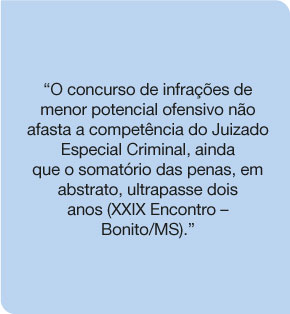 “O concurso de infrações de
menor potencial ofensivo não
afasta a competência do Juizado
Especial Criminal, ainda
que o somatório das penas, em
abstrato, ultrapasse dois
anos (XXIX Encontro –
Bonito/MS).”